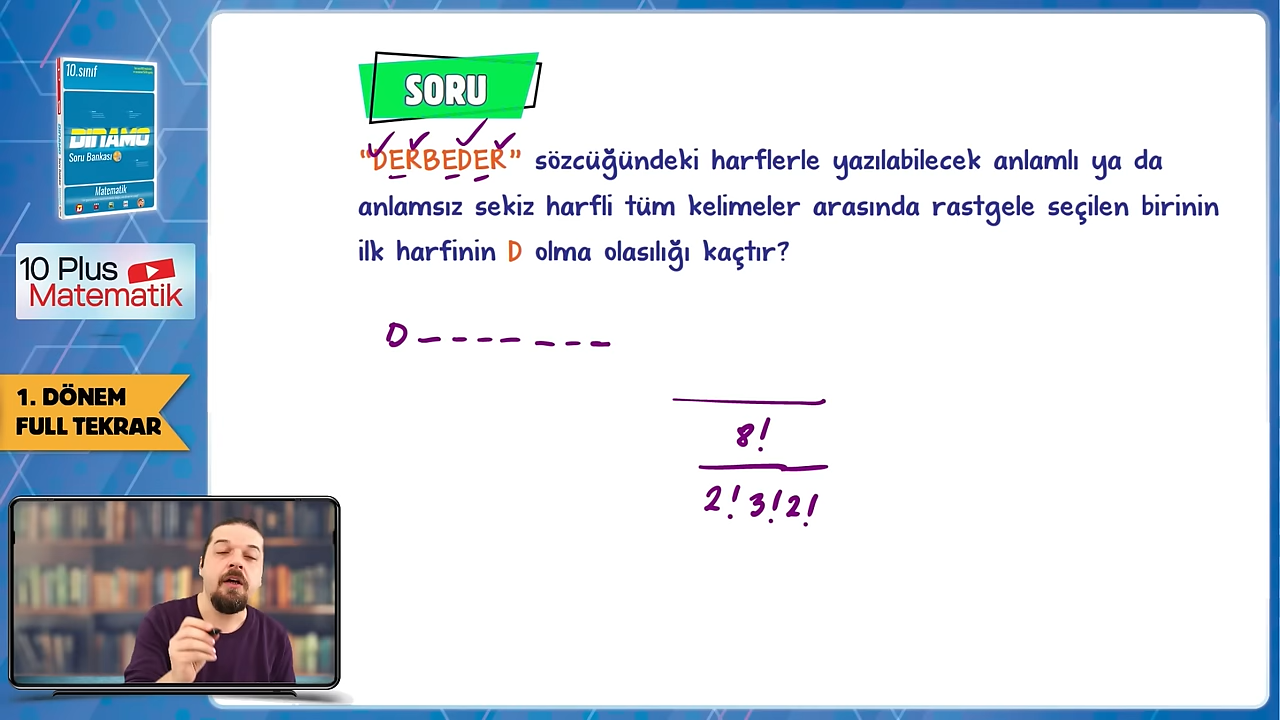 10.sınıf
DİNAMO
Soru Bankası
Matematik
10 Plus
Matematik
1. DÖNEM
FULL TEKRAR
SORU
“DERBEDER” sözcüğündeki harflerle yazılabilecek anlamlı ya da
anlamsız sekiz harfli tüm kelimeler arasında rastgele seçilen birinin
ilk harfinin D olma olasılığı kaçtır?
D _ _ _ _ _ _ _
8!
2! 3! 2!